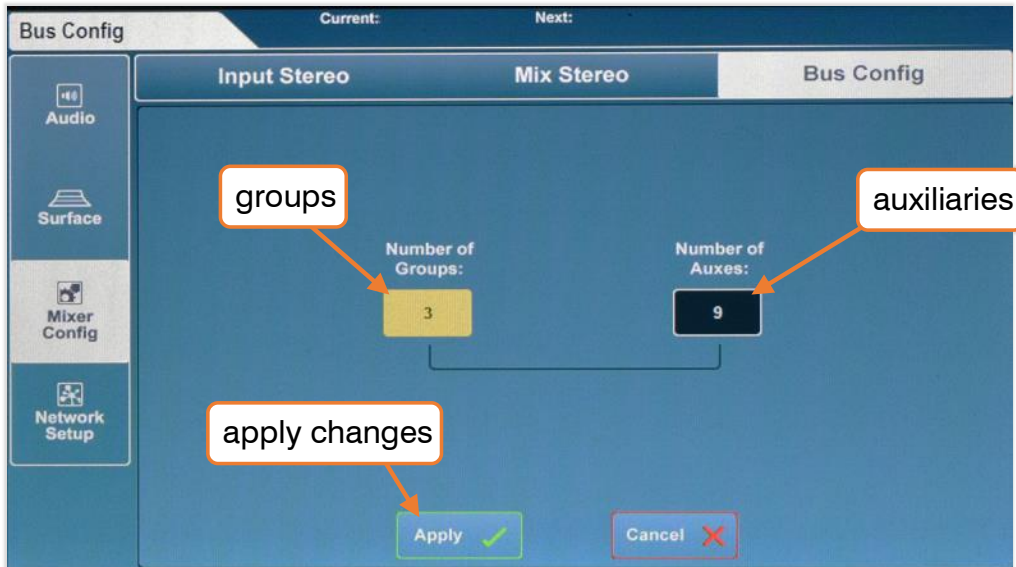 Bus Config
Current:
Next:
Audio
Surface
Mixer
Config
Network
Setup
Input Stereo
Mix Stereo
Bus Config
groups
auxiliaries
Number of
Groups:
Number of
Auxes:
3
9
apply changes
Apply
Cancel